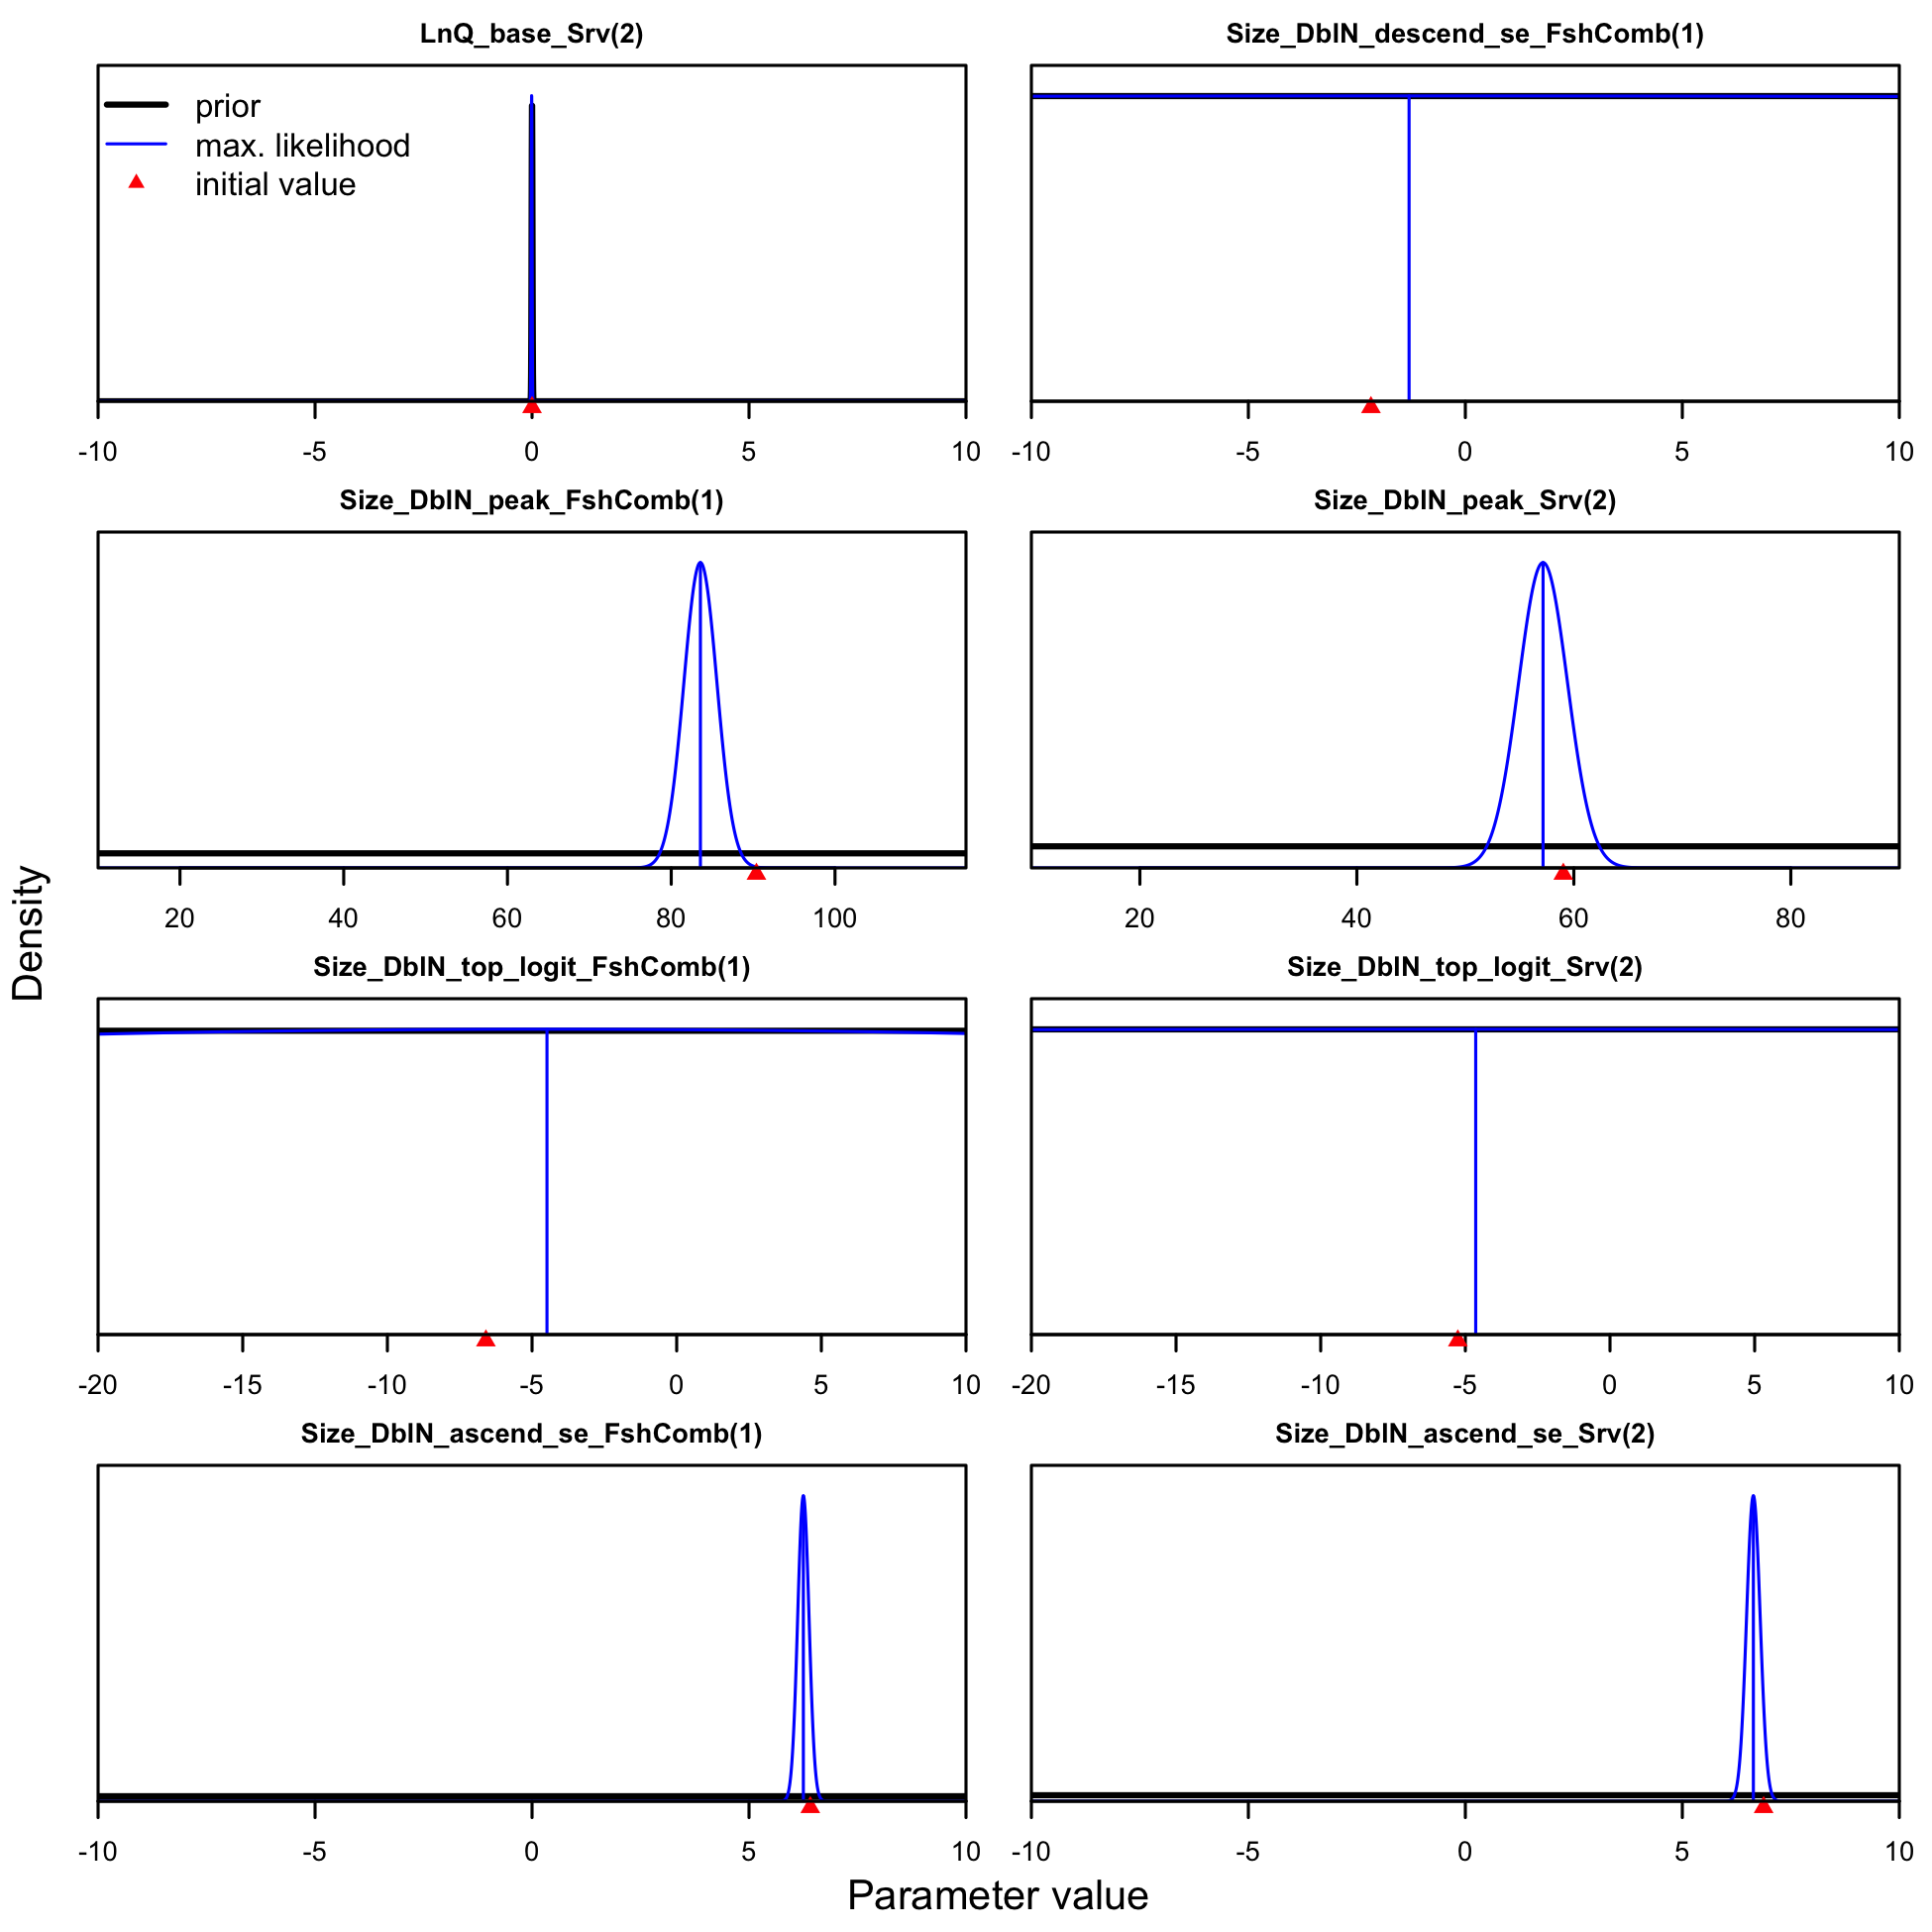 LnQ_base_Srv(2)
Size_DblN_descend_se_FshComb(1)
prior
max. likelihood
initial value
-10 -5 0 5 10
-10 -5 0 5 10
Size_DblN_peak_FshComb(1)
Size_DblN_peak_Srv(2)
20 40 60 80 100
20 40 60 80
Size_DblN_top_logit_FshComb(1)
Size_DblN_top_logit_Srv(2)
-20 -15 -10 -5 0 5 10
-20 -15 -10 -5 0 5 10
Size_DblN_ascend_se_FshComb(1)
Size_DblN_ascend_se_Srv(2)
-10 -5 0 5 10
-10 -5 0 5 10
Density
Parameter value